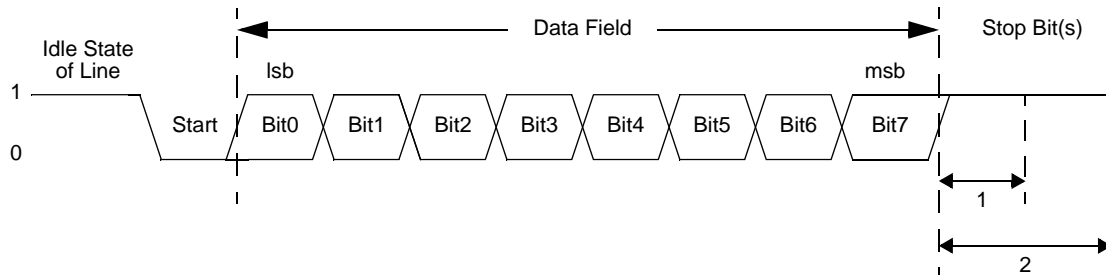 Data Field
Stop Bit(s)
Idle State
of Line
lsb
msb
1
Start
Bit0
Bit1
Bit2
Bit3
Bit4
Bit5
Bit6
Bit7
0
1
2